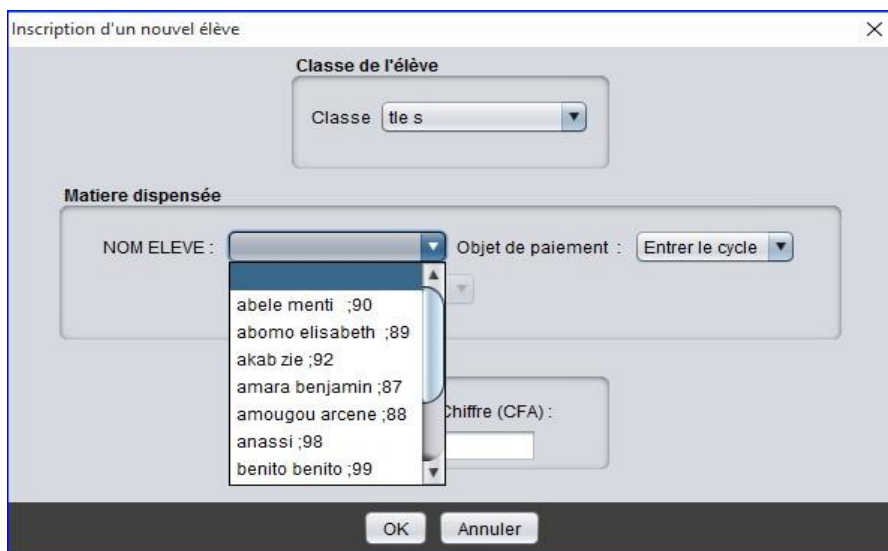 Inscription d'un nouvel élève
Classe de l'élève
Classe tle s
Matiere dispensée
NOM ELEVE : Objet de paiement : Entrer le cycle
abele menti ;90
abomo elisabeth ;89
akab zie ;92
amara benjamin ;87
amougou arcene ;88
Chiffre (CFA) :
anassi ;98
benito benito ;99
OK Annuler